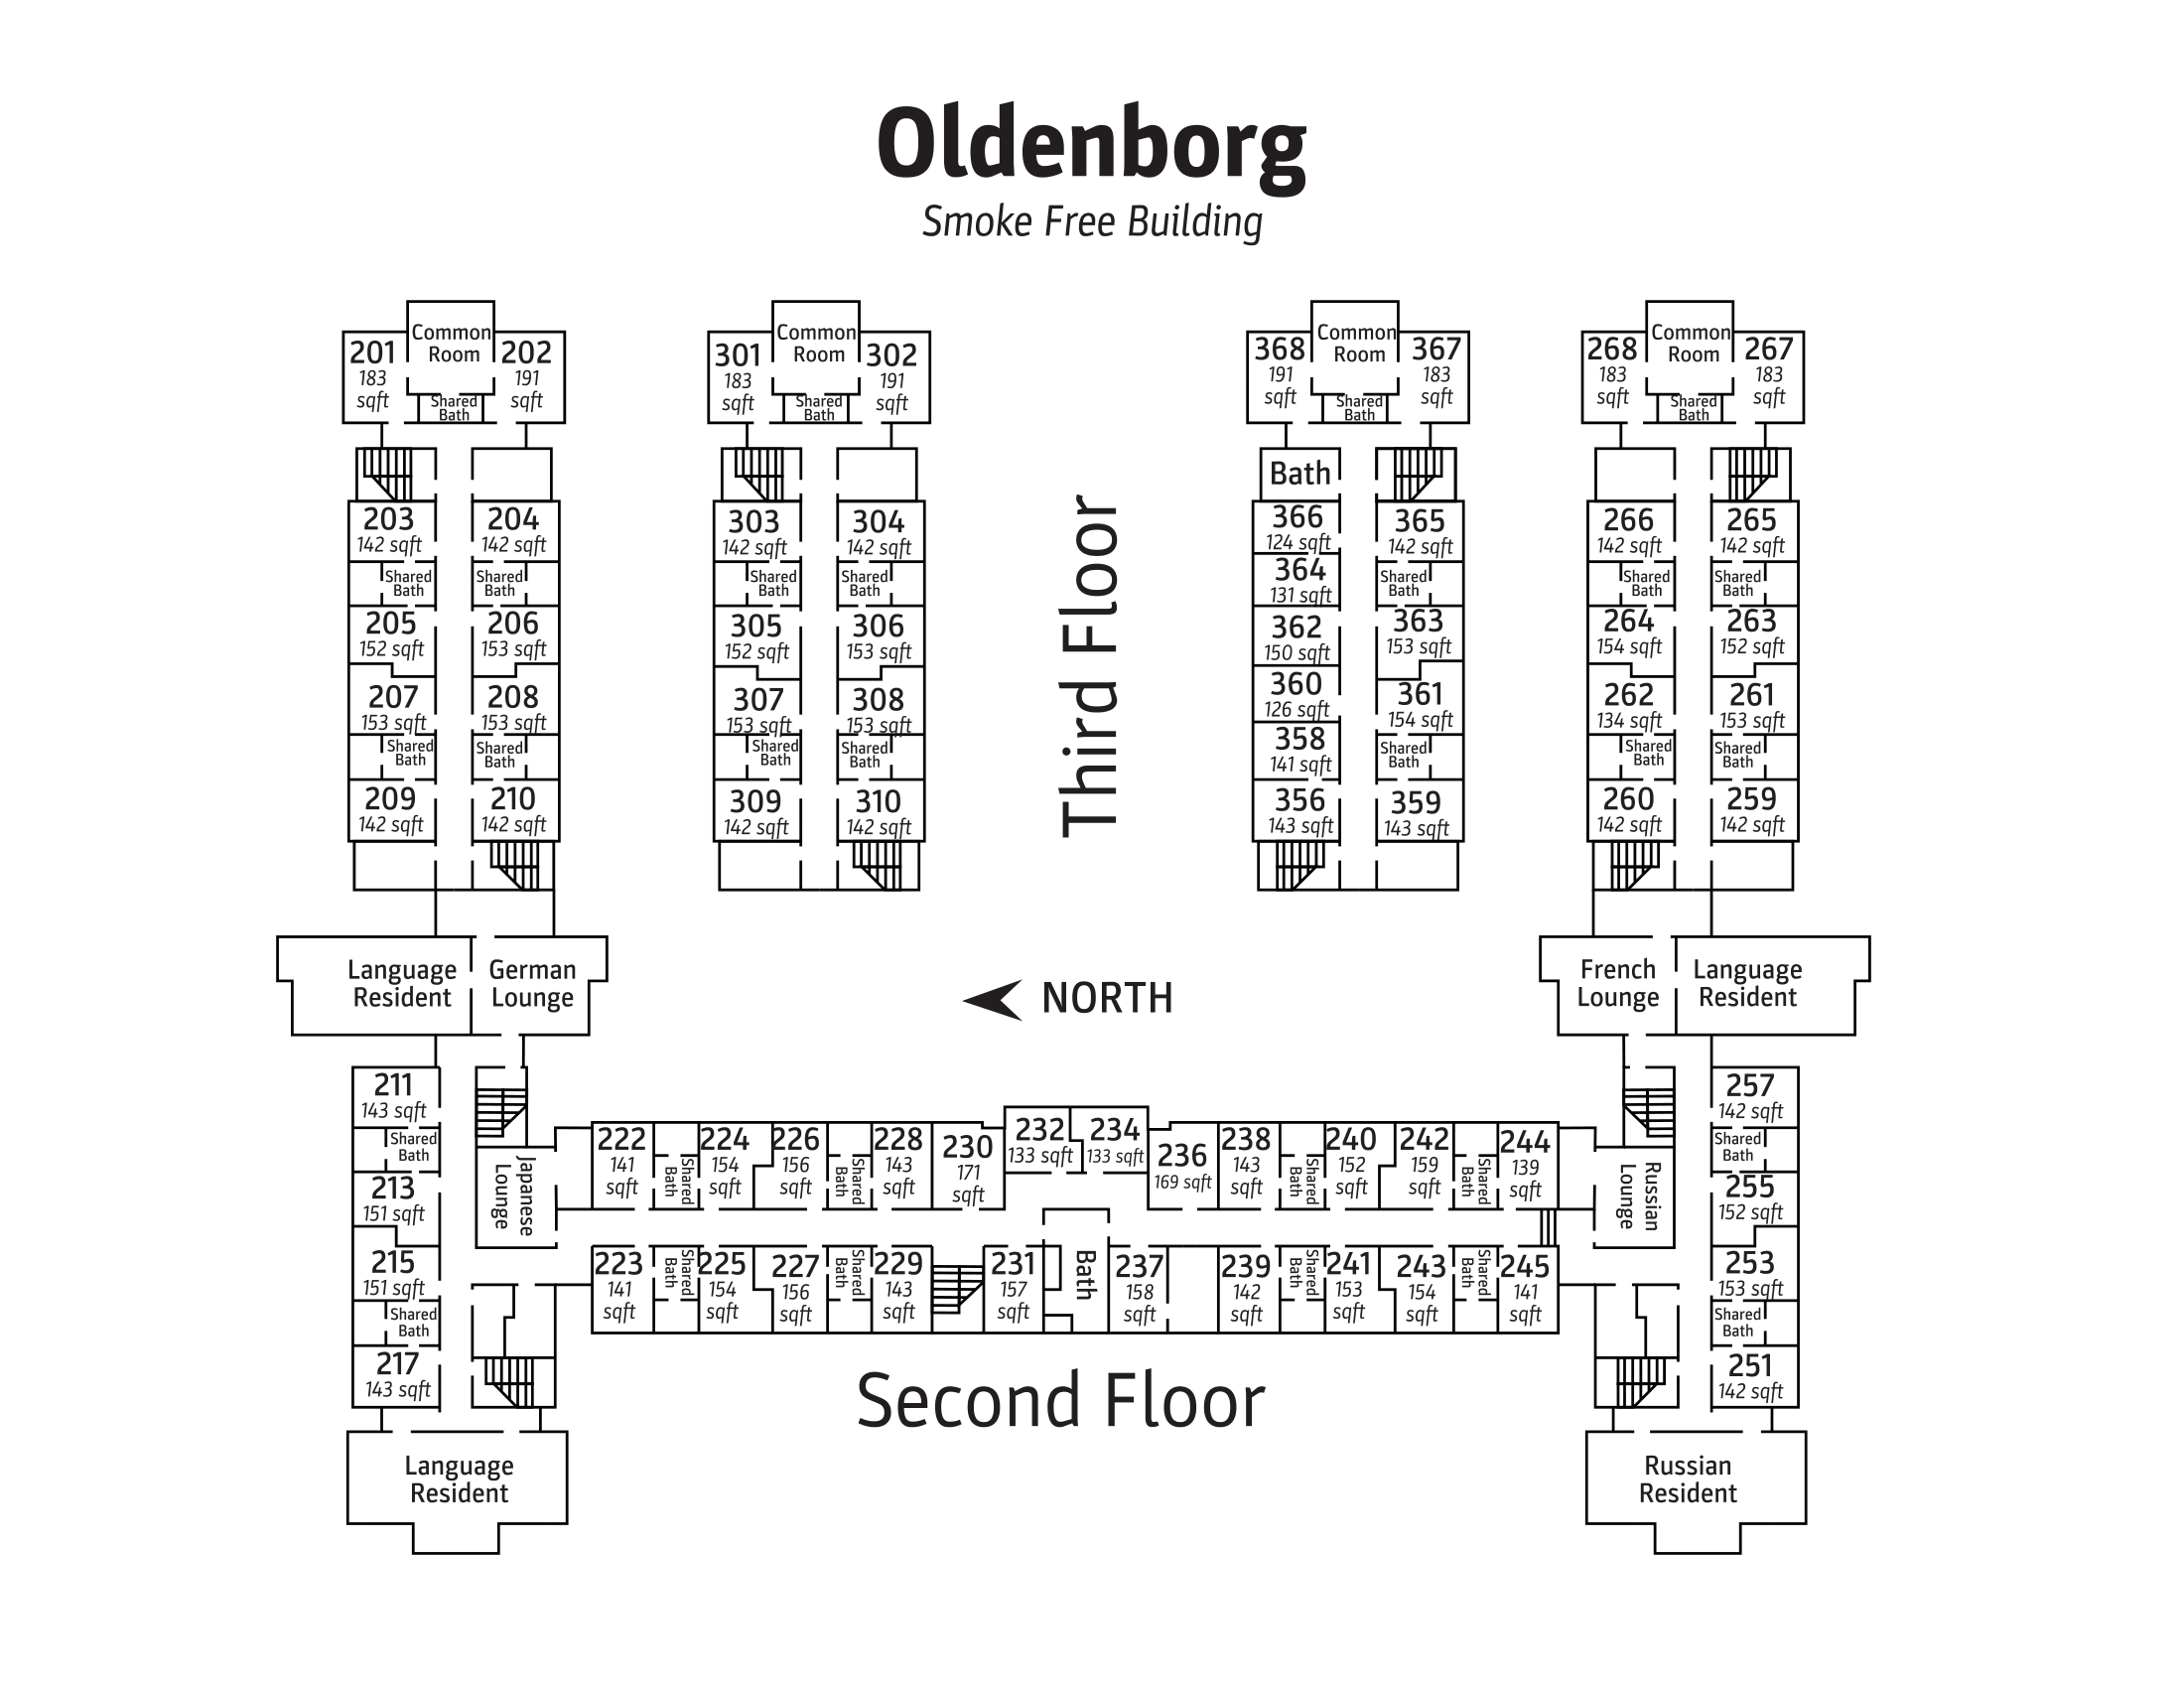 Oldenborg
Smoke Free Building
201
183
sqft
Common
Room
Shared
Bath
202
191
sqft
203
142 sqft
204
142 sqft
Shared
Bath
Shared
Bath
205
152 sqft
206
153 sqft
207
153 sqft
208
153 sqft
Shared
Bath
Shared
Bath
209
142 sqft
210
142 sqft
301
183
sqft
Common
Room
Shared
Bath
302
191
sqft
303
142 sqft
304
142 sqft
Shared
Bath
Shared
Bath
305
152 sqft
306
153 sqft
307
153 sqft
308
153 sqft
Shared
Bath
Shared
Bath
309
142 sqft
310
142 sqft
Third Floor
368
191
sqft
Common
Room
Shared
Bath
367
183
sqft
Bath
366
124 sqft
365
142 sqft
364
131 sqft
Shared
Bath
362
150 sqft
363
153 sqft
360
126 sqft
361
154 sqft
358
141 sqft
Shared
Bath
356
143 sqft
359
143 sqft
268
183
sqft
Common
Room
Shared
Bath
267
183
sqft
266
142 sqft
265
142 sqft
Shared
Bath
Shared
Bath
264
154 sqft
263
152 sqft
262
134 sqft
261
153 sqft
Shared
Bath
Shared
Bath
260
142 sqft
259
142 sqft
Language
Resident
German
Lounge
NORTH
French
Lounge
Language
Resident
211
143 sqft
Shared
Bath
213
151 sqft
215
151 sqft
Shared
Bath
217
143 sqft
Japanese
Lounge
222
141
sqft
Shared
Bath
224
154
sqft
226
156
sqft
Shared
Bath
228
143
sqft
230
171
sqft
232
133 sqft
234
133 sqft
236
169 sqft
238
143
sqft
Shared
Bath
240
152
sqft
242
159
sqft
Shared
Bath
244
139
sqft
223
141
sqft
Shared
Bath
225
154
sqft
227
156
sqft
Shared
Bath
229
143
sqft
231
157
sqft
Bath
237
158
sqft
239
142
sqft
Shared
Bath
241
153
sqft
243
154
sqft
Shared
Bath
245
141
sqft
Russian
Lounge
257
142 sqft
Shared
Bath
255
152 sqft
253
153 sqft
Shared
Bath
251
142 sqft
Second Floor
Language
Resident
Russian
Resident